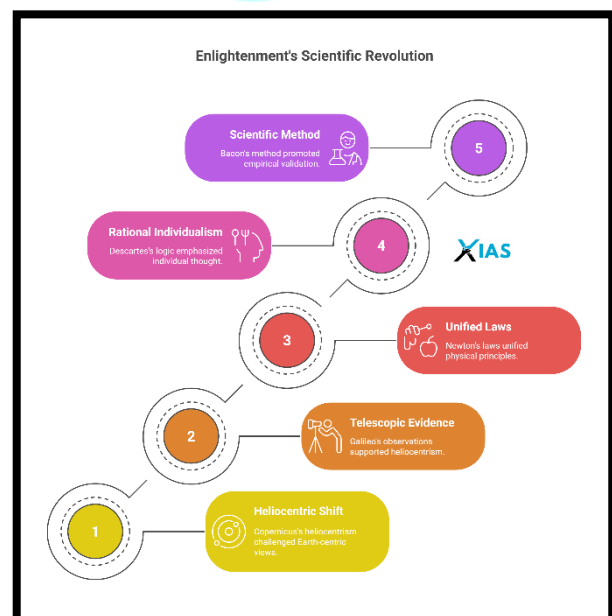 Enlightenment's Scientific Revolution
Scientific Method
Bacon's method promoted
empirical validation.
5
Rational Individualism
Descartes's logic emphasized
individual thought.
4
XIAS
3
Unified Laws
Newton's laws unified
physical principles.
2
Telescopic Evidence
Galileo's observations
supported heliocentrism.
1
Heliocentric Shift
Copernicus's heliocentrism
challenged Earth-centric
views.